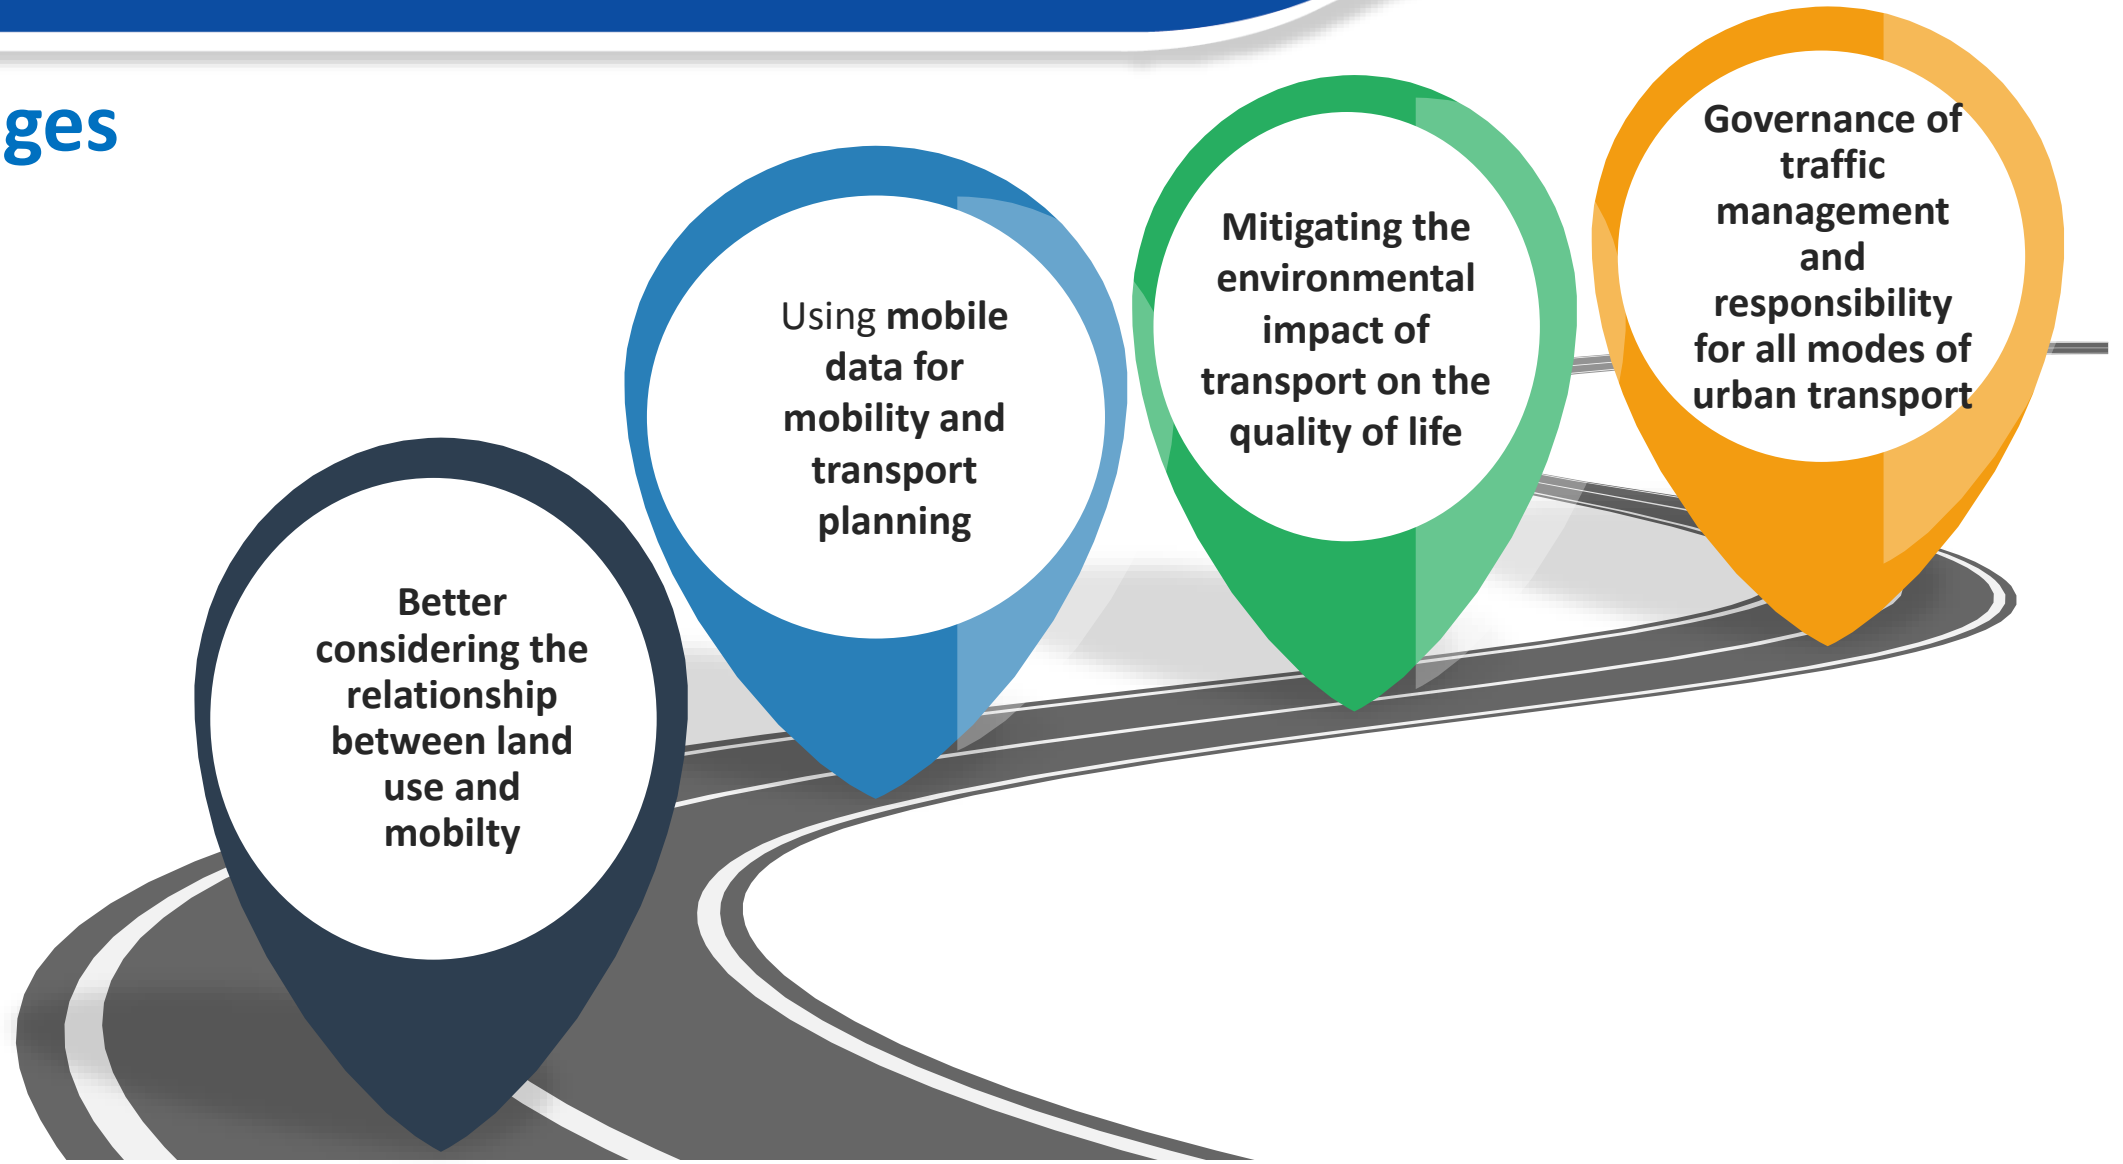 ges
Better
considering the
relationship
between land
use and
mobilty
Using mobile
data for
mobility and
transport
planning
Mitigating the
environmental
impact of
transport on the
quality of life
Governance of
traffic
management
and
responsibility
for all modes of
urban transport